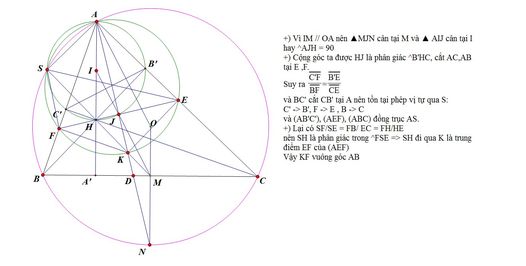 +) Vì IM // OA nên ▲MJN cân tại M và ▲ AIJ cân tại I
hay ^AJH = 90
+) Cộng góc ta được HJ là phân giác ^B'HC, cắt AC,AB
tại E ,F.
Suy ra C'F/BF = B'E/CE
và BC' cắt CB' tại A nên tồn tại phép vị tự qua S:
C' -> B', F -> E , B -> C
và (AB'C'), (AEF), (ABC) đồng trục AS.
+) Lại có SF/SE = FB/ EC = FH/HE
nên SH là phân giác trong ^FSE => SH đi qua K là trung
điểm EF của (AEF)
Vậy KF vuông góc AB
A
S
I
B'
E
C'
H
J
O
F
K
B
A'
D
M
C
N